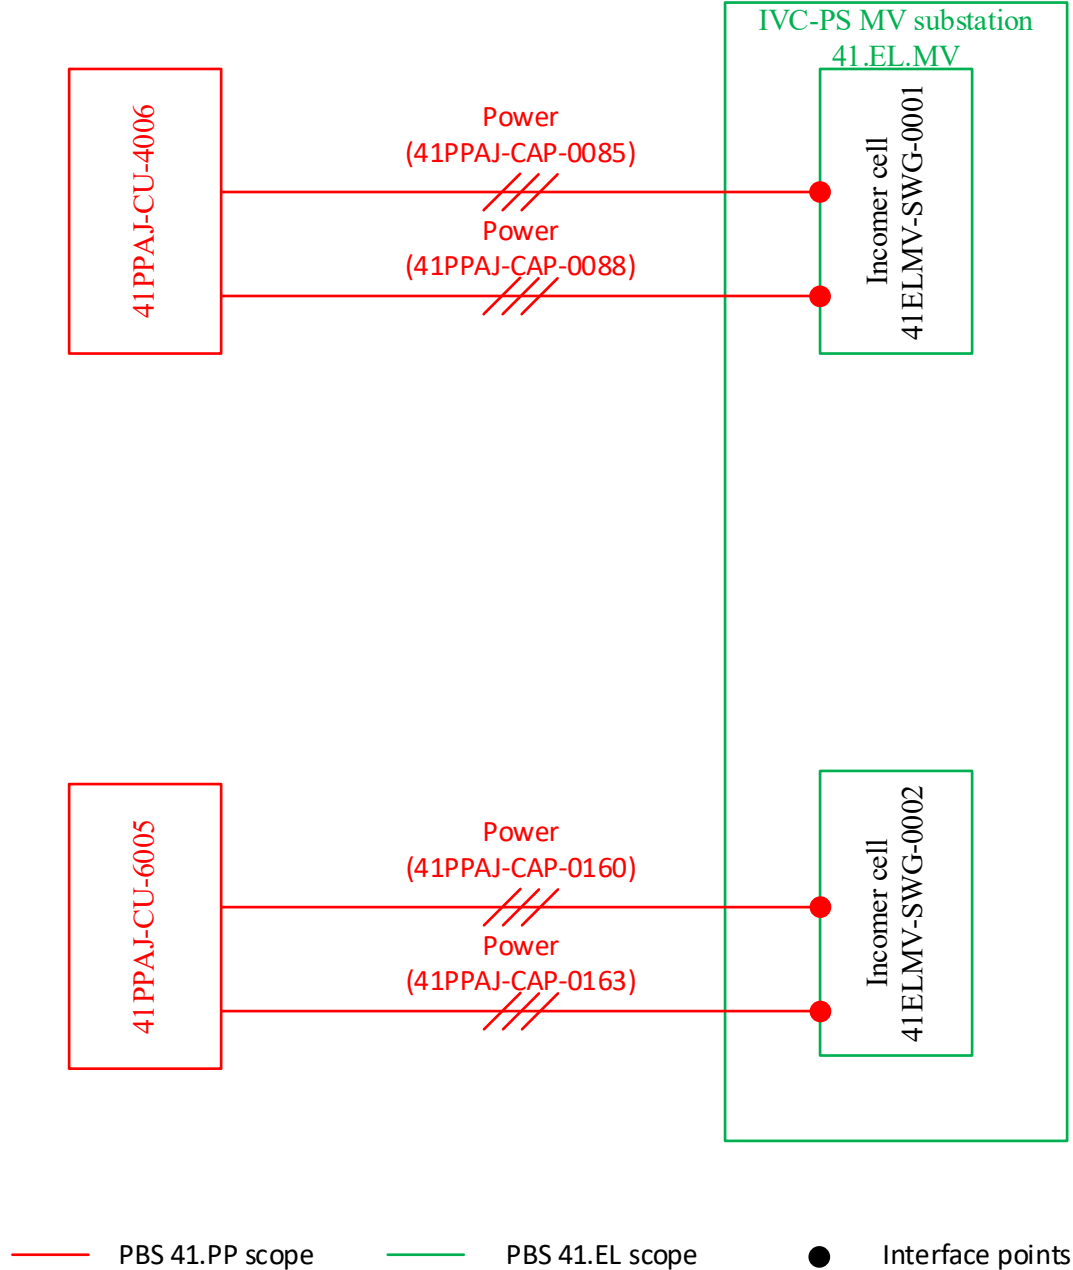 IVC-PS MV substation
41.EL.MV
41PPAJ-CU-4006
Power
(41PPAJ-CAP-0085)
Power
(41PPAJ-CAP-0088)
Incomer cell
41ELMV-SWG-0001
41PPAJ-CU-6005
Power
(41PPAJ-CAP-0160)
Power
(41PPAJ-CAP-0163)
Incomer cell
41ELMV-SWG-0002
PBS 41.PP scope
PBS 41.EL scope
Interface points